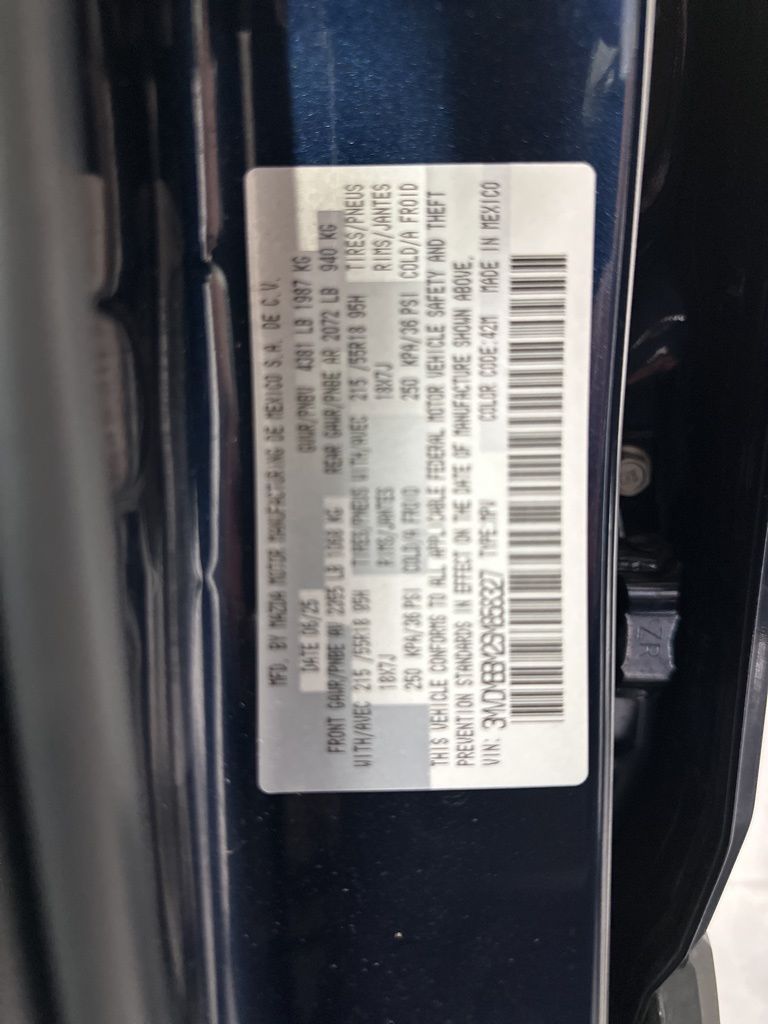 MFD. BY MAZDA MOTOR MANUFACTURING DE MEXICO S.A. DE C.V.
DATE 06/25 GVWR/PNBV 4381 LB 1987 KG
FRONT GAWR/PNBE AV 2355 LB 1068 KG REAR GAWR/PNBE AR 2072 LB 940 KG
WITH/AVEC 215 /55R18 95H TIRES/PNEUS WITH/AVEC 215 /55R18 95H TIRES/PNEUS
18X7J RIMS/JANTES 18X7J RIMS/JANTES
250 KPA/36 PSI COLD/A FROID 250 KPA/36 PSI COLD/A FROID
THIS VEHICLE CONFORMS TO ALL APPLICABLE FEDERAL MOTOR VEHICLE SAFETY AND THEFT
PREVENTION STANDARDS IN EFFECT ON THE DATE OF MANUFACTURE SHOWN ABOVE.
VIN: TYPE:MPV COLOR CODE:42M MADE IN MEXICO
ZR